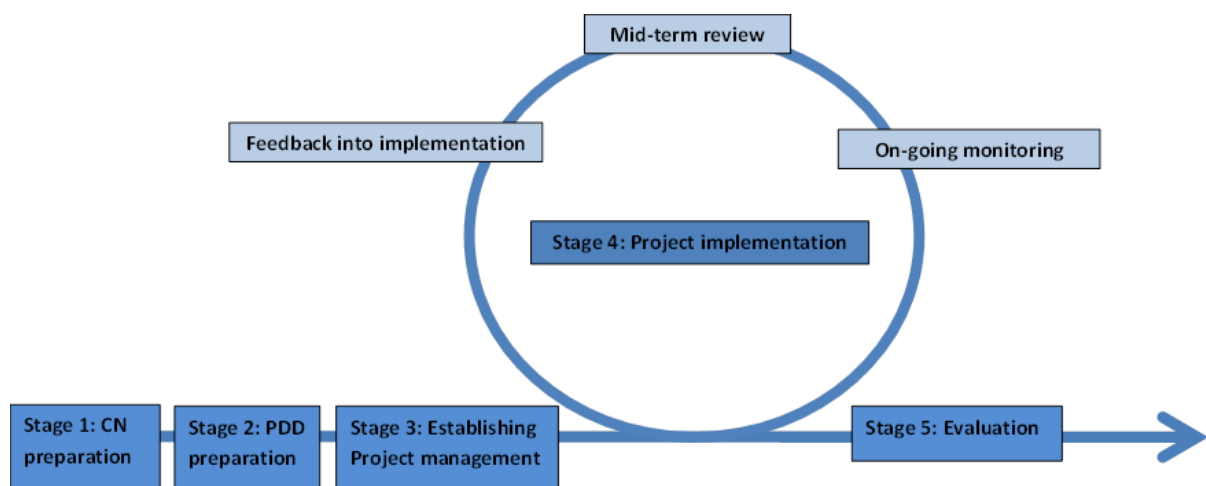 Mid-term review
Feedback into implementation
On-going monitoring
Stage 4: Project implementation
Stage 1: CN
preparation
Stage 2: PDD
preparation
Stage 3: Establishing
Project management
Stage 5: Evaluation